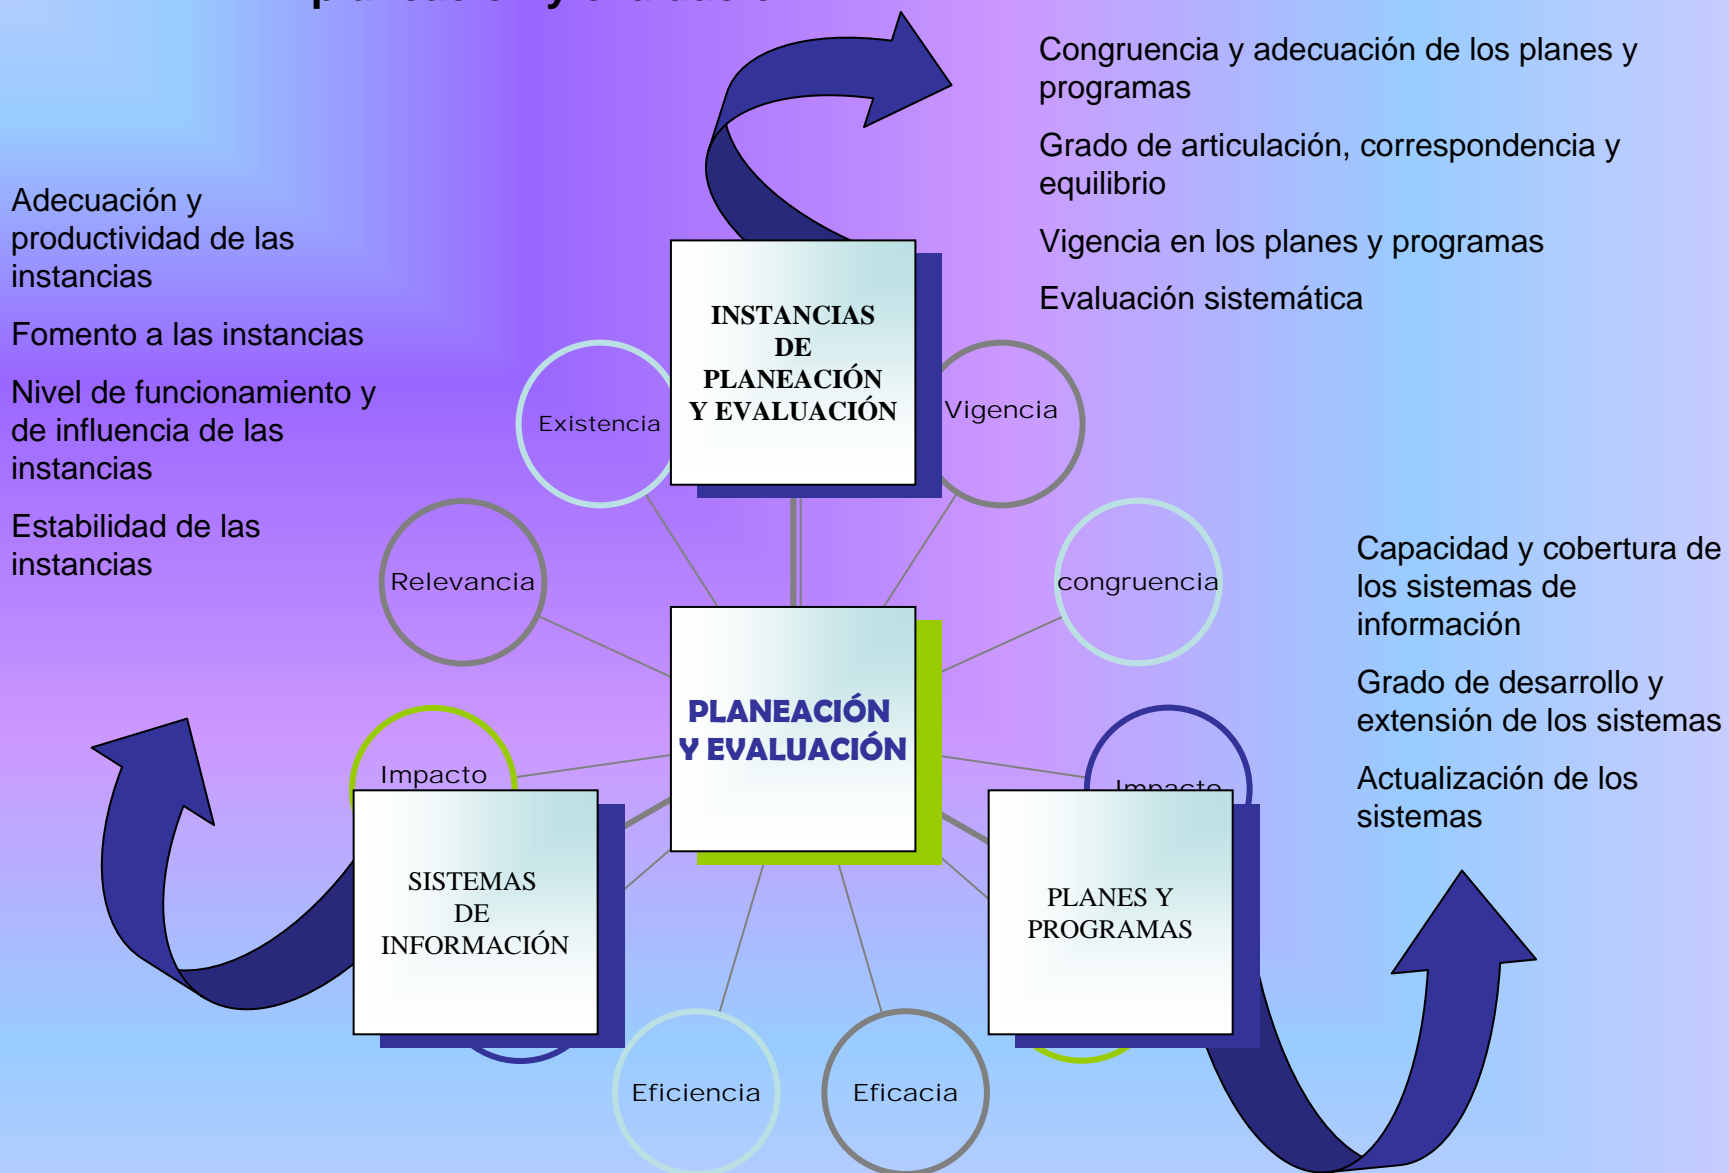 Congruencia y adecuación de los planes y
programas
Grado de articulación, correspondencia y
equilibrio
Vigencia en los planes y programas
Evaluación sistemática
Adecuación y
productividad de las
instancias
Fomento a las instancias
Nivel de funcionamiento y
de influencia de las
instancias
Estabilidad de las
instancias
INSTANCIAS
DE
PLANEACIÓN
Y EVALUACIÓN
Existencia
Vigencia
Relevancia
congruencia
Capacidad y cobertura de
los sistemas de
información
Grado de desarrollo y
extensión de los sistemas
Actualización de los
sistemas
PLANEACIÓN
Y EVALUACIÓN
Impacto
Impacto
SISTEMAS
DE
INFORMACIÓN
PLANES Y
PROGRAMAS
Eficiencia
Eficacia